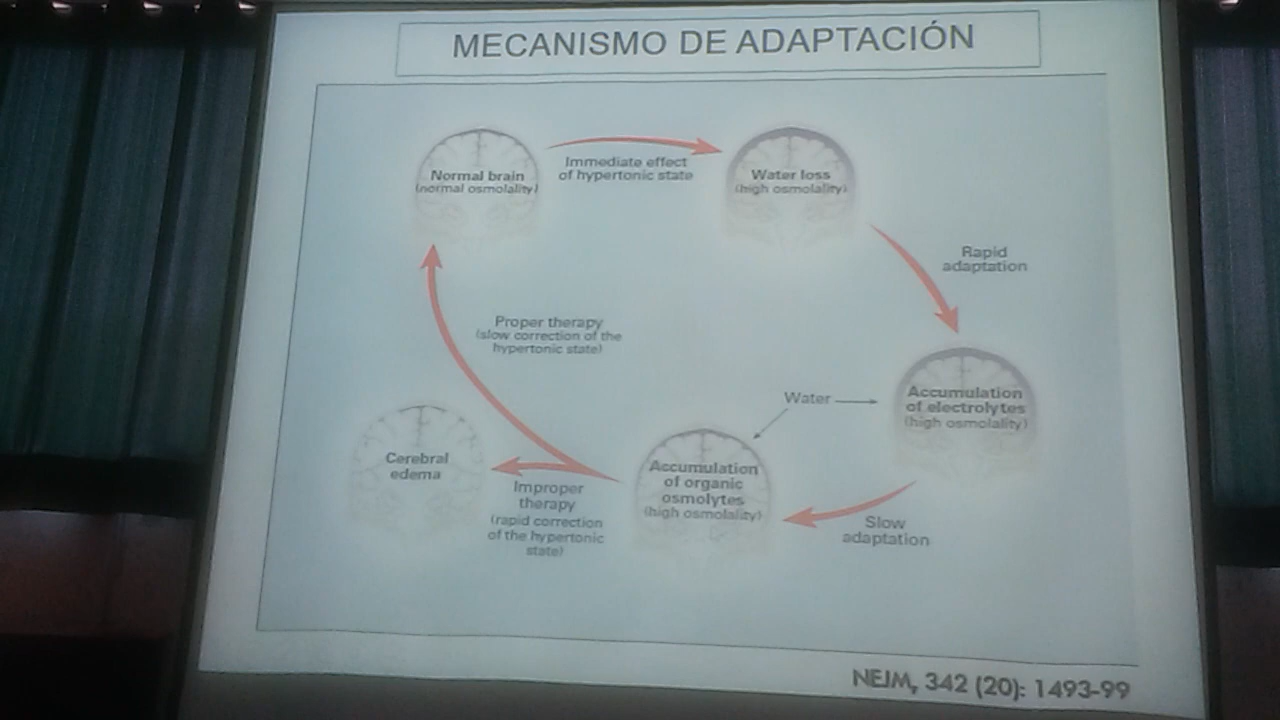 MECANISMO DE ADAPTACIÓN
Normal brain
(normal osmolality)
Immediate effect
of hypertonic state
Water loss
(high osmolality)
Rapid
adaptation
Proper therapy
(slow correction of the
hypertonic state)
Water
Accumulation
of electrolytes
(high osmolality)
Cerebral
edema
Improper
therapy
(rapid correction
of the hypertonic
state)
Accumulation
of organic
osmolytes
(high osmolality)
Slow
adaptation
NEJM, 342 (20): 1493-99